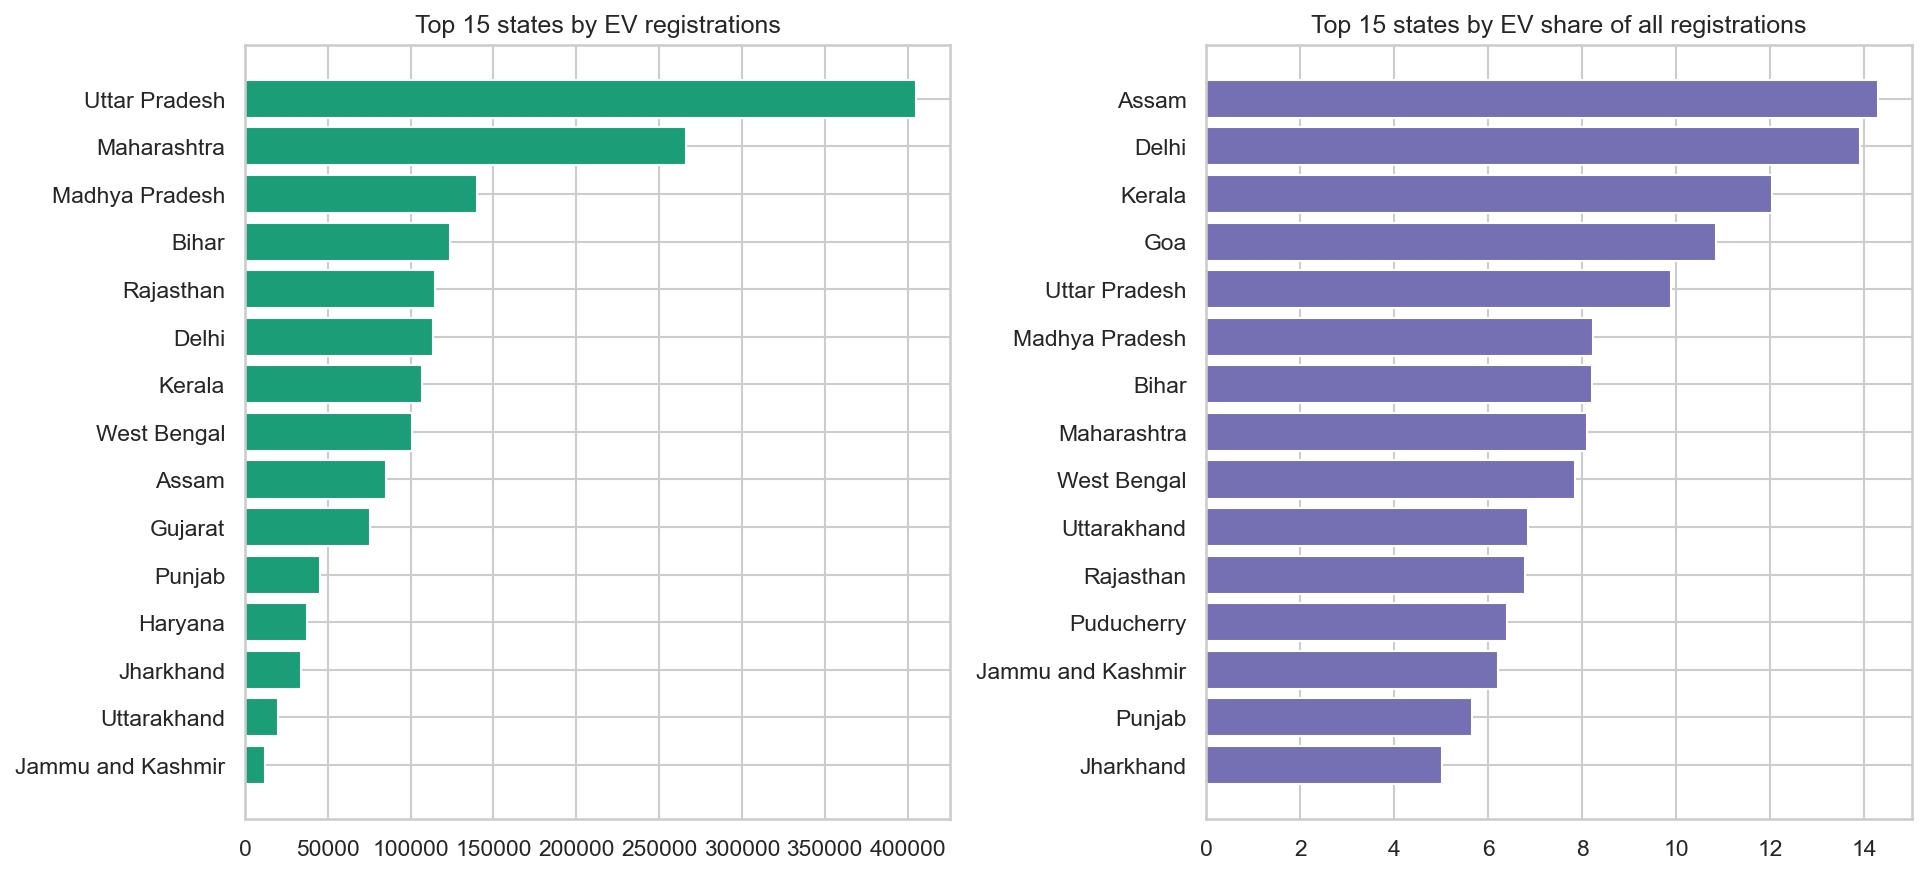 Top 15 states by EV registrations
Uttar Pradesh
Maharashtra
Madhya Pradesh
Bihar
Rajasthan
Delhi
Kerala
West Bengal
Assam
Gujarat
Punjab
Haryana
Jharkhand
Uttarakhand
Jammu and Kashmir
0 50000 100000 150000 200000 250000 300000 350000 400000
Top 15 states by EV share of all registrations
Assam
Delhi
Kerala
Goa
Uttar Pradesh
Madhya Pradesh
Bihar
Maharashtra
West Bengal
Uttarakhand
Rajasthan
Puducherry
Jammu and Kashmir
Punjab
Jharkhand
0 2 4 6 8 10 12 14